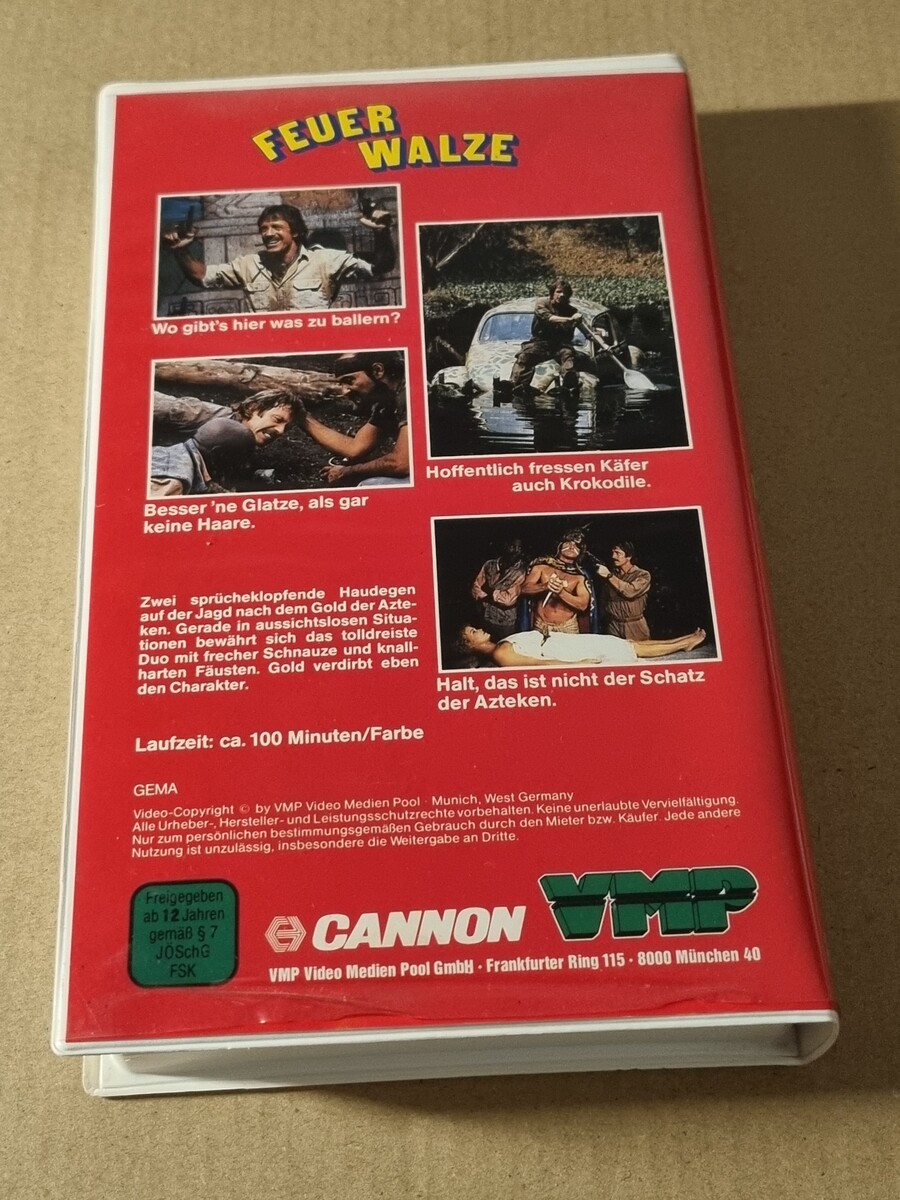 FEUER
WALZE
Wo gibt's hier was zu ballern?
Besser 'ne Glatze, als gar
keine Haare.
Hoffentlich fressen Käfer
auch Krokodile.
Halt, das ist nicht der Schatz
der Azteken.
Zwei sprücheklopfende Haudegen
auf der Jagd nach dem Gold der Azte-
ken. Gerade in aussichtslosen Situa-
tionen bewährt sich das tolldreiste
Duo mit frecher Schnauze und knall-
harten Fäusten. Gold verdirbt eben
den Charakter.
Laufzeit: ca. 100 Minuten/Farbe
GEMA
Video-Copyright © by VMP Video Medien Pool · Munich, West Germany
Alle Urheber-, Hersteller- und Leistungsschutzrechte vorbehalten. Keine unerlaubte Vervielfältigung.
Nur zum persönlichen bestimmungsgemäßen Gebrauch durch den Mieter bzw. Käufer. Jede andere
Nutzung ist unzulässig, insbesondere die Weitergabe an Dritte.
Freigegeben
ab 12 Jahren
gemäß § 7
JÖSchG
FSK
CANNON
VMP
VMP Video Medien Pool GmbH · Frankfurter Ring 115 · 8000 München 40